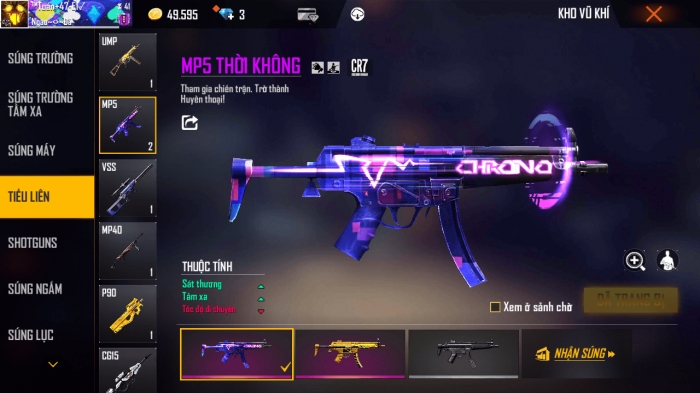 49.595
3
KHO VŨ KHÍ
SÚNG TRƯỜNG
SÚNG TRƯỜNG
TẦM XA
SÚNG MÁY
TIỂU LIÊN
SHOTGUNS
SÚNG NGẮM
SÚNG LỤC
UMP
1
MP5
2
VSS
1
MP40
1
P90
1
CG15
MP5 THỜI KHÔNG
CR7
Tham gia chiến trận. Trở thành
Huyền thoại!
CHRONO
THUỘC TÍNH
Sát thương
Tầm xa
Tốc độ di chuyển
Xem ở sảnh chờ
ĐÃ TRANG BỊ
NHẬN SÚNG